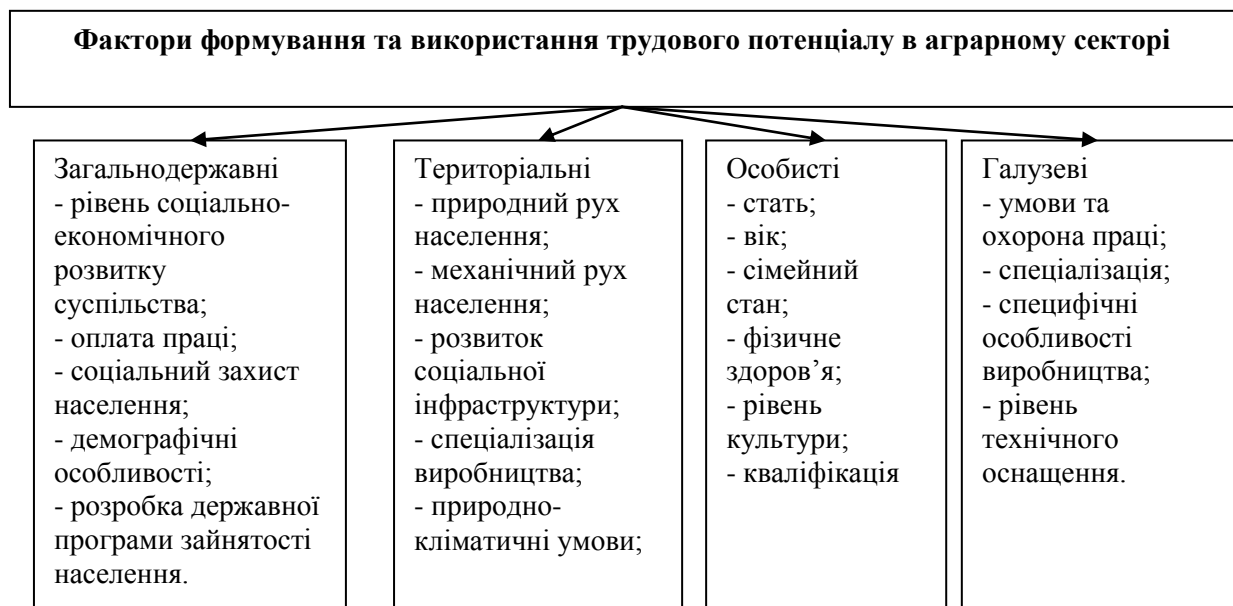 Фактори формування та використання трудового потенціалу в аграрному секторі
Загальнодержавні
- рівень соціально-
економічного
розвитку
суспільства;
- оплата праці;
- соціальний захист
населення;
- демографічні
особливості;
- розробка державної
програми зайнятості
населення.
Територіальні
- природний рух
населення;
- механічний рух
населення;
- розвиток
соціальної
інфраструктури;
- спеціалізація
виробництва;
- природно-
кліматичні умови;
Особисті
- стать;
- вік;
- сімейний
стан;
- фізичне
здоров’я;
- рівень
культури;
- кваліфікація
Галузеві
- умови та
охорона праці;
- спеціалізація;
- специфічні
особливості
виробництва;
- рівень
технічного
оснащення.